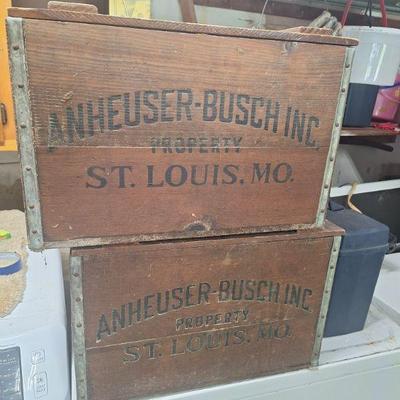 ANHEUSER-BUSCH INC.
PROPERTY
ST. LOUIS, MO.
ANHEUSER-BUSCH INC.
PROPERTY
ST. LOUIS, MO.